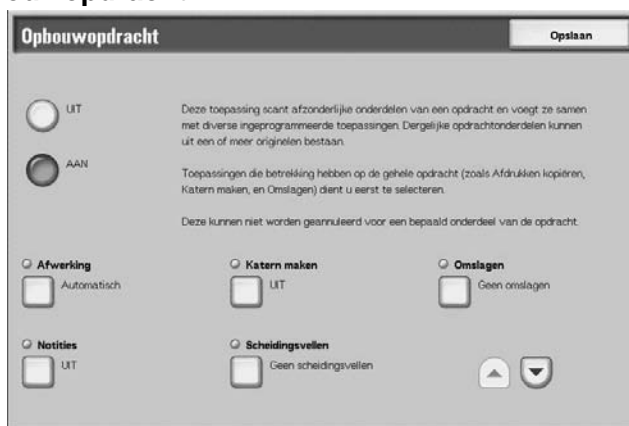 Opbouwopdracht
Opslaan
UIT
Deze toepassing scant afzonderlijke onderdelen van een opdracht en voegt ze samen
met diverse ingeprogrammeerde toepassingen. Dergelijke opdrachtonderdelen kunnen
uit een of meer originelen bestaan.
AAN
Toepassingen die betrekking hebben op de gehele opdracht (zoals Afdrukken kopiëren,
Katern maken, en Omslagen) dient u eerst te selecteren.
Deze kunnen niet worden geannuleerd voor een bepaald onderdeel van de opdracht.
Afwerking
Automatisch
Katern maken
UIT
Omslagen
Geen omslagen
Notities
UIT
Scheidingsvellen
Geen scheidingsvellen